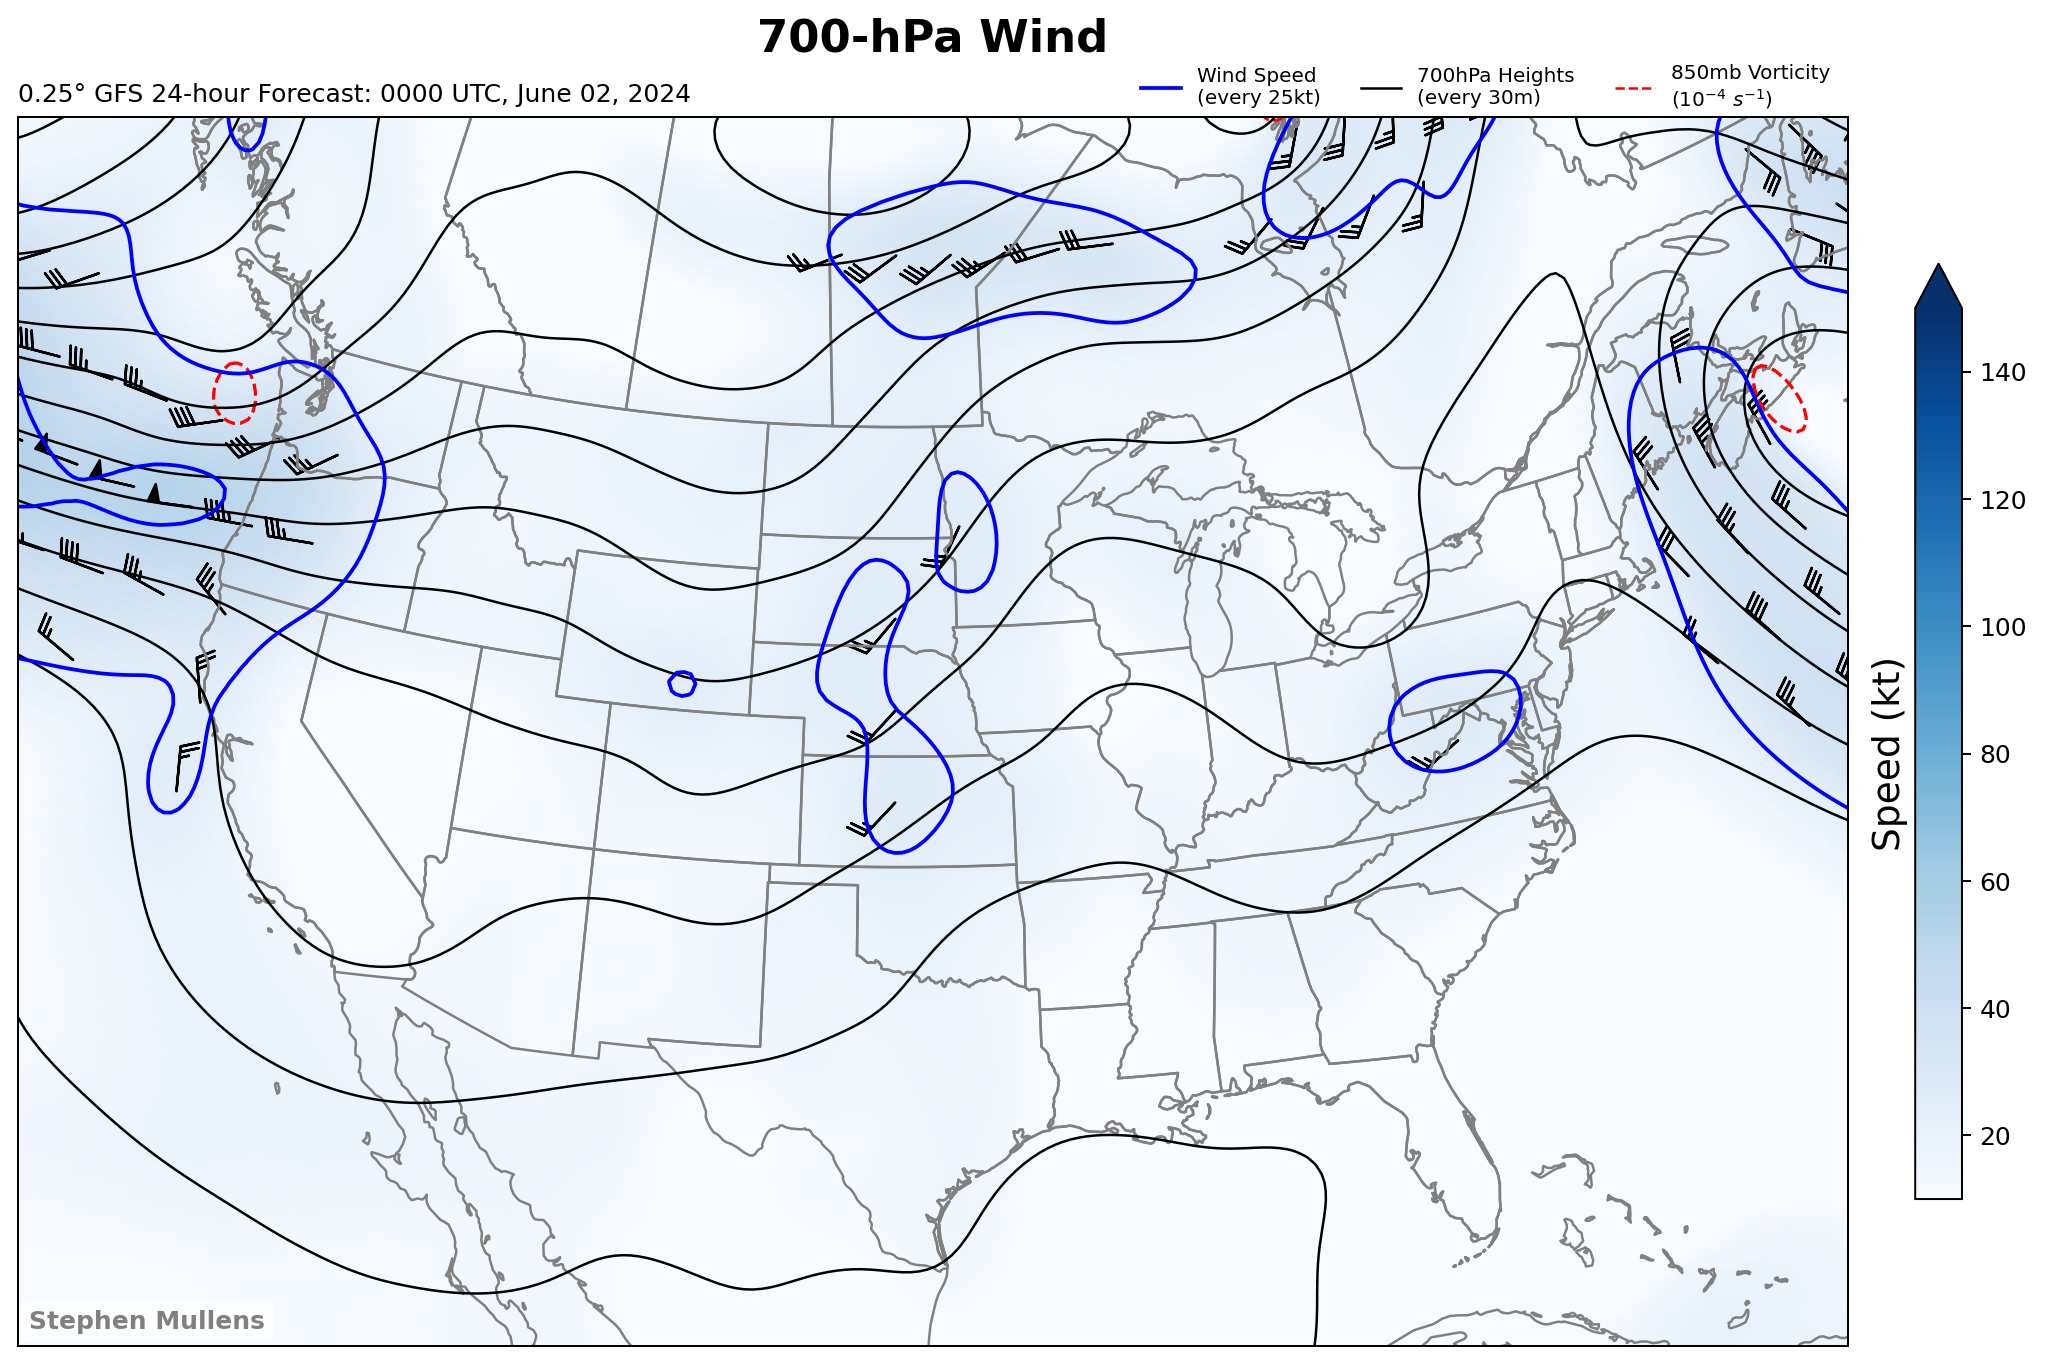 700-hPa Wind
0.25° GFS 24-hour Forecast: 0000 UTC, June 02, 2024
Wind Speed
(every 25kt)
700hPa Heights
(every 30m)
850mb Vorticity
(10⁻⁴ s⁻¹)
140
120
100
80
60
40
20
Speed (kt)
Stephen Mullens